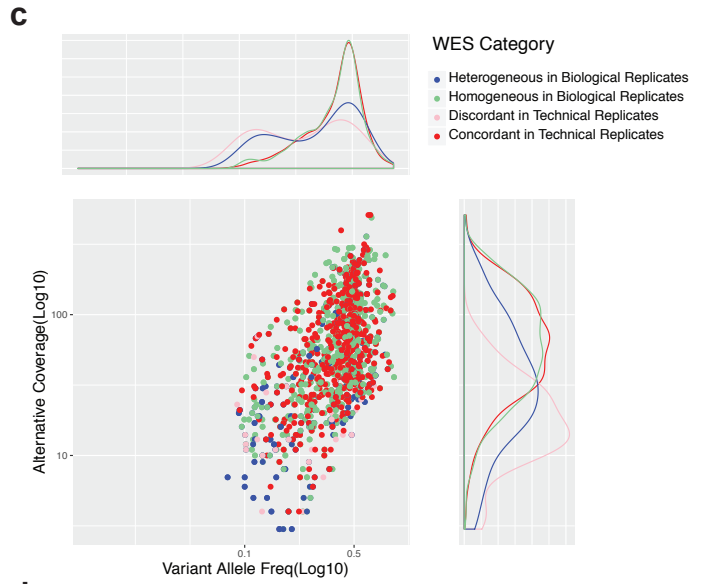 c
WES Category
Heterogeneous in Biological Replicates
Homogeneous in Biological Replicates
Discordant in Technical Replicates
Concordant in Technical Replicates
Alternative Coverage(Log10)
100
10
0.1
0.5
Variant Allele Freq(Log10)